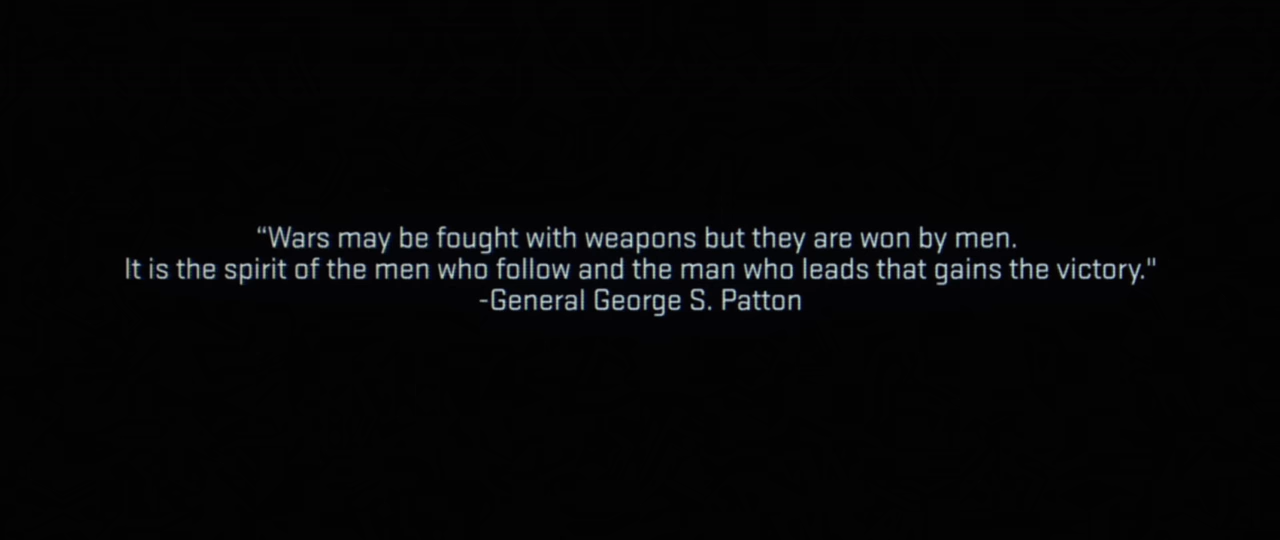 “Wars may be fought with weapons but they are won by men.
It is the spirit of the men who follow and the man who leads that gains the victory."
-General George S. Patton